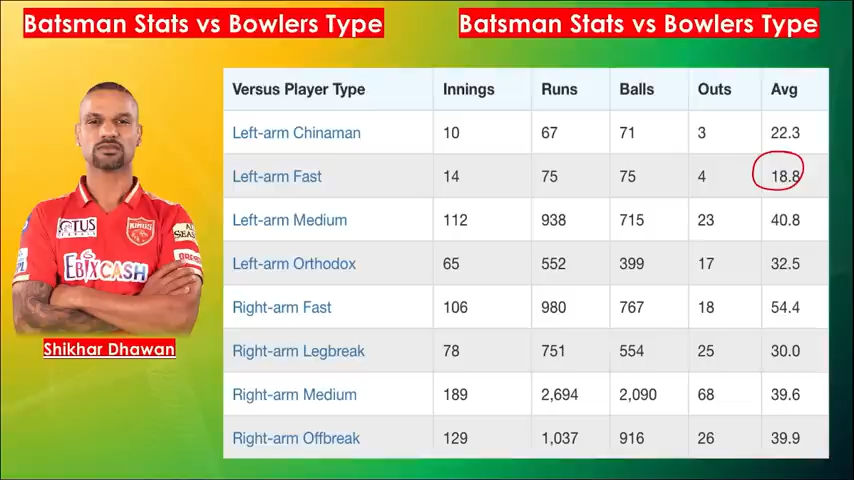 Batsman Stats vs Bowlers Type
Batsman Stats vs Bowlers Type
Versus Player Type Innings Runs Balls Outs Avg
Left-arm Chinaman 10 67 71 3 22.3
Left-arm Fast 14 75 75 4 18.8
Left-arm Medium 112 938 715 23 40.8
Left-arm Orthodox 65 552 399 17 32.5
Right-arm Fast 106 980 767 18 54.4
Right-arm Legbreak 78 751 554 25 30.0
Right-arm Medium 189 2,694 2,090 68 39.6
Right-arm Offbreak 129 1,037 916 26 39.9
KINGS
EBIXCASH
Shikhar Dhawan